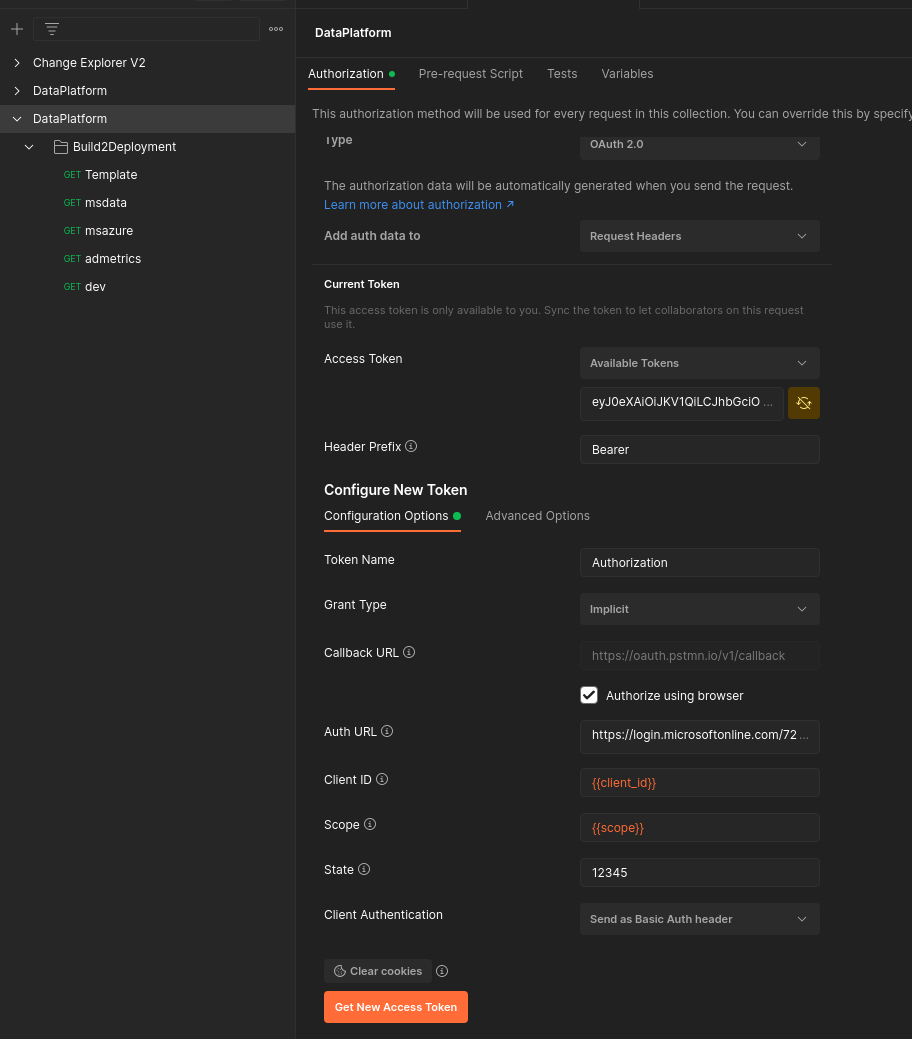 Change Explorer V2
DataPlatform
DataPlatform
Build2Deployment
GET Template
GET msdata
GET msazure
GET admetrics
GET dev
DataPlatform
Authorization
Pre-request Script
Tests
Variables
This authorization method will be used for every request in this collection. You can override this by specify
Type
OAuth 2.0
The authorization data will be automatically generated when you send the request.
Learn more about authorization ↗
Add auth data to
Request Headers
Current Token
This access token is only available to you. Sync the token to let collaborators on this request
use it.
Access Token
Available Tokens
eyJ0eXAiOiJKV1QiLCJhbGciO ...
Header Prefix
Bearer
Configure New Token
Configuration Options
Advanced Options
Token Name
Authorization
Grant Type
Implicit
Callback URL
https://oauth.pstmn.io/v1/callback
Authorize using browser
Auth URL
https://login.microsoftonline.com/72 ...
Client ID
{{client_id}}
Scope
{{scope}}
State
12345
Client Authentication
Send as Basic Auth header
Clear cookies
Get New Access Token